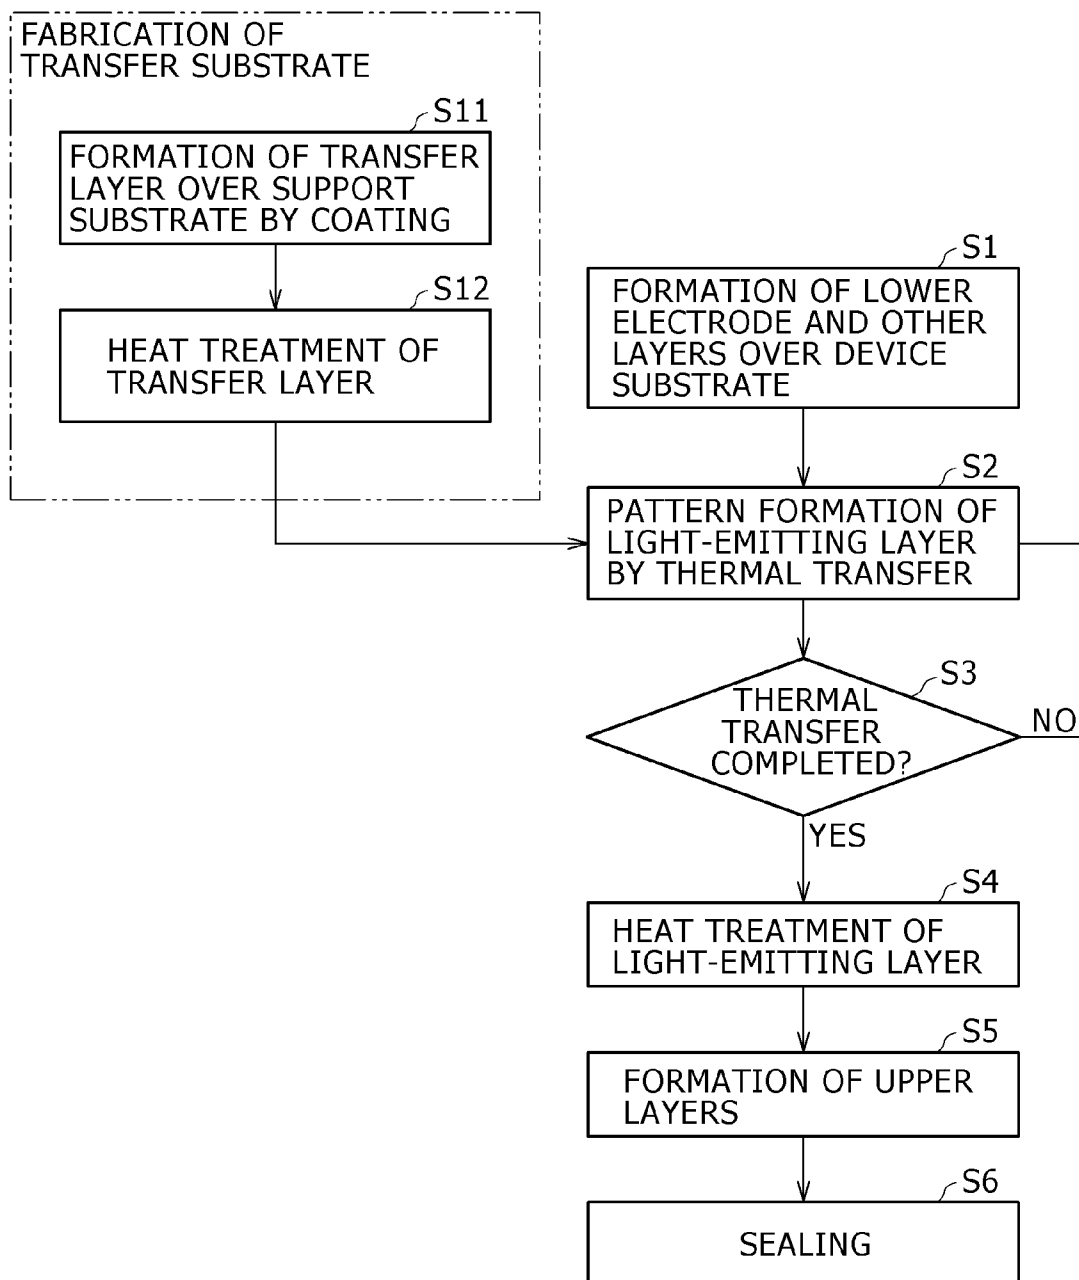 FABRICATION OF
TRANSFER SUBSTRATE
S11
FORMATION OF TRANSFER
LAYER OVER SUPPORT
SUBSTRATE BY COATING
S12
HEAT TREATMENT OF
TRANSFER LAYER
S1
FORMATION OF LOWER
ELECTRODE AND OTHER
LAYERS OVER DEVICE
SUBSTRATE
S2
PATTERN FORMATION OF
LIGHT-EMITTING LAYER
BY THERMAL TRANSFER
S3
THERMAL
TRANSFER
COMPLETED?
NO
YES
S4
HEAT TREATMENT OF
LIGHT-EMITTING LAYER
S5
FORMATION OF UPPER
LAYERS
S6
SEALING